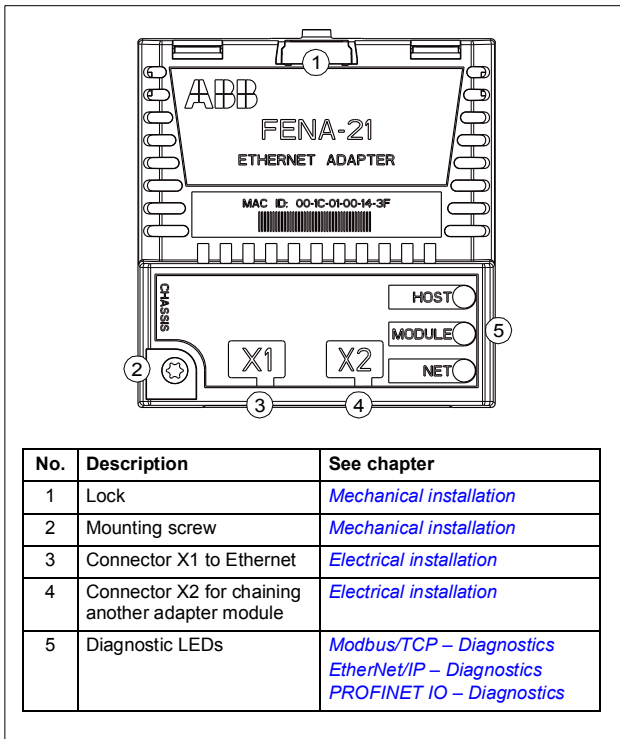 1
ABB
FENA-21
ETHERNET ADAPTER
MAC ID: 00-1C-01-00-14-3F
CHASSIS
HOST
MODULE
5
X1
X2
NET
2
3
4
No. Description See chapter
1 Lock Mechanical installation
2 Mounting screw Mechanical installation
3 Connector X1 to Ethernet Electrical installation
4 Connector X2 for chaining Electrical installation
another adapter module
5 Diagnostic LEDs Modbus/TCP – Diagnostics
EtherNet/IP – Diagnostics
PROFINET IO – Diagnostics